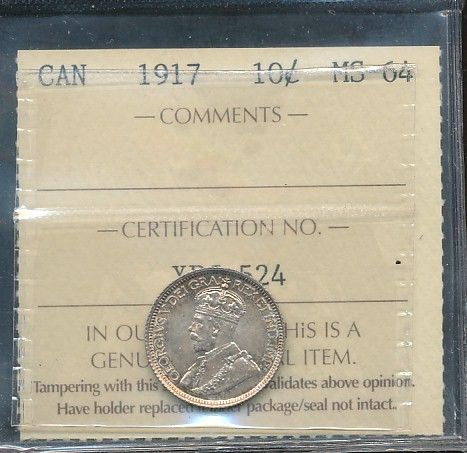 CAN 1917 10¢ MS-64
— COMMENTS —
— CERTIFICATION NO. —
524
GEORGIVS V DEI GRA: REX ET IND:IMP:
IN OU HiS IS A
GENU L ITEM.
Tampering with this alidates above opinion.
Have holder replaced package/seal not intact.